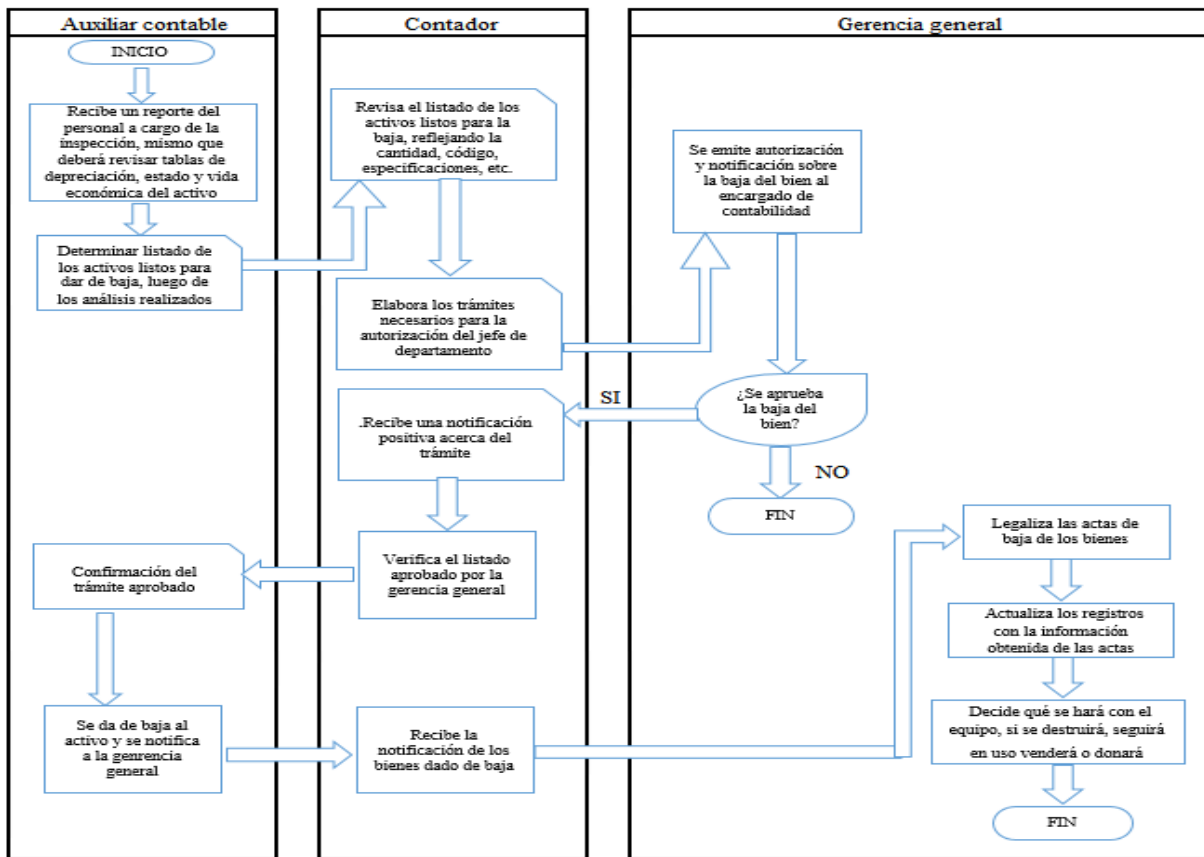 Auxiliar contable
Contador
Gerencia general
INICIO
Recibe un reporte del
personal a cargo de la
inspección, mismo que
deberá revisar tablas de
depreciación, estado y vida
económica del activo
Determinar listado de
los activos listos para
dar de baja, luego de
los análisis realizados
Revisa el listado de los
activos listos para la
baja, reflejando la
cantidad, código,
especificaciones, etc.
Elabora los trámites
necesarios para la
autorización del jefe de
departamento
Se emite autorización
y notificación sobre
la baja del bien al
encargado de
contabilidad
¿Se aprueba
la baja del
bien?
SI
NO
FIN
.Recibe una notificación
positiva acerca del
trámite
Verifica el listado
aprobado por la
gerencia general
Confirmación del
trámite aprobado
Se da de baja al
activo y se notifica
a la genrencia
general
Recibe la
notificación de los
bienes dado de baja
Legaliza las actas de
baja de los bienes
Actualiza los registros
con la información
obtenida de las actas
Decide qué se hará con el
equipo, si se destruirá, seguirá
en uso venderá o donará
FIN